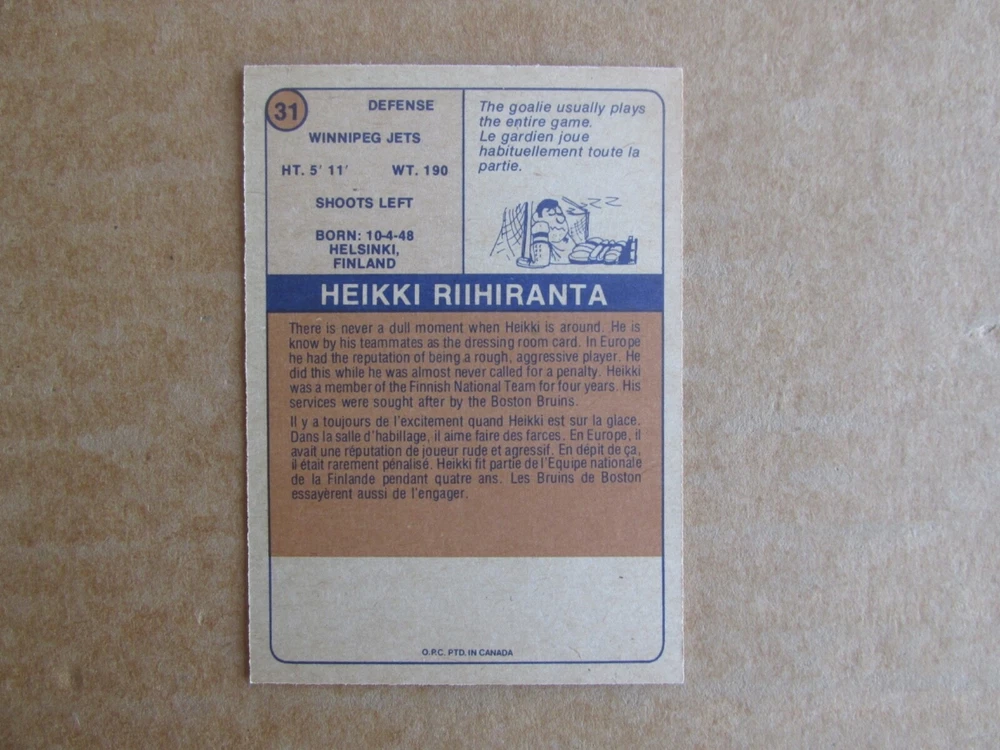 31
DEFENSE
WINNIPEG JETS
HT. 5' 11' WT. 190
SHOOTS LEFT
BORN: 10-4-48
HELSINKI,
FINLAND
The goalie usually plays
the entire game.
Le gardien joue
habituellement toute la
partie.
ZZZ
HEIKKI RIIHIRANTA
There is never a dull moment when Heikki is around. He is
know by his teammates as the dressing room card. In Europe
he had the reputation of being a rough, aggressive player. He
did this while he was almost never called for a penalty. Heikki
was a member of the Finnish National Team for four years. His
services were sought after by the Boston Bruins.
Il y a toujours de l'excitement quand Heikki est sur la glace.
Dans la salle d'habillage, il aime faire des farces. En Europe, il
avait une réputation de joueur rude et agressif. En dépit de ça,
il était rarement pénalisé. Heikki fit partie de l'Equipe nationale
de la Finlande pendant quatre ans. Les Bruins de Boston
essayèrent aussi de l'engager.
O.P.C. PTD. IN CANADA